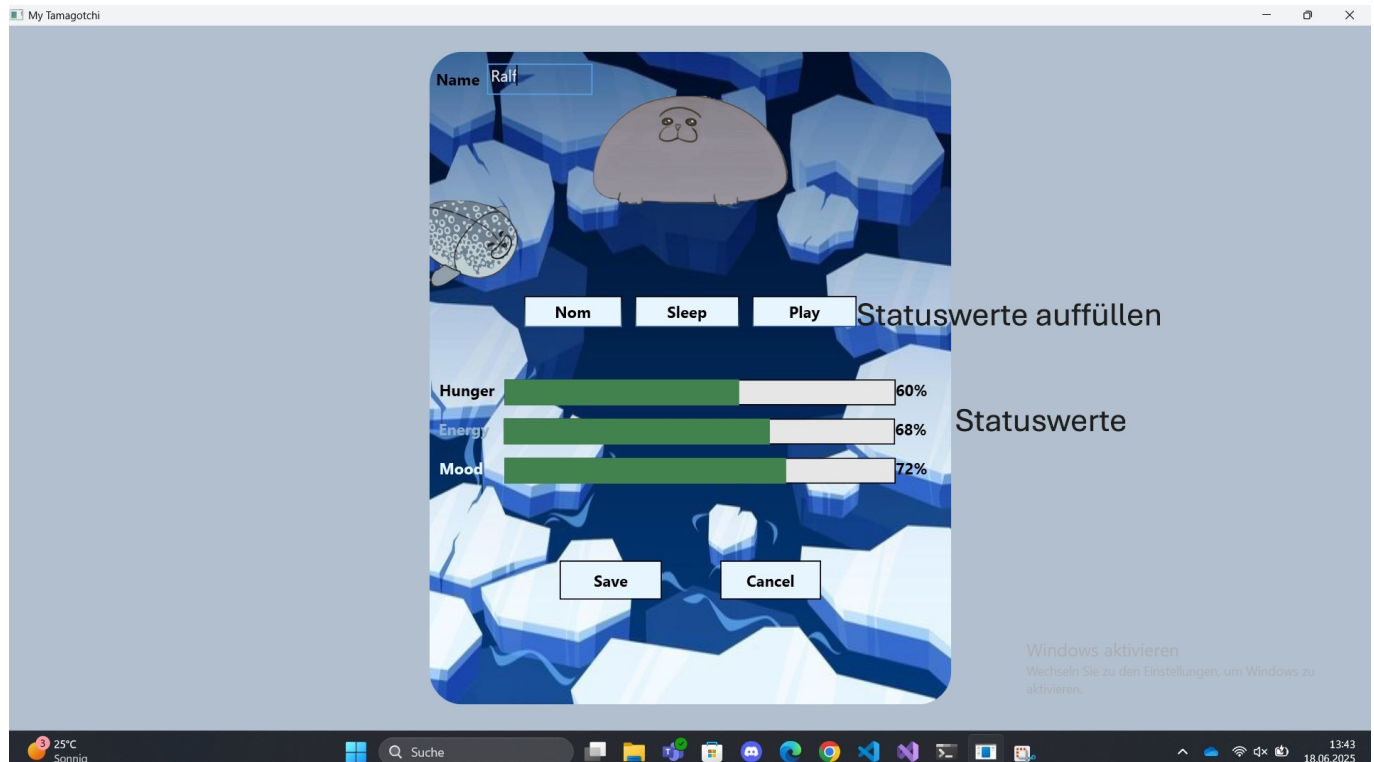 My Tamagotchi
Name Ralf
Nom Sleep Play Statuswerte auffüllen
Hunger 60%
Energy 68%
Statuswerte
Mood 72%
Save Cancel
Windows aktivieren
Wechseln Sie zu den Einstellungen, um Windows zu
aktivieren.
3 25°C
Sonnig
Suche
13:43
18.06.2025